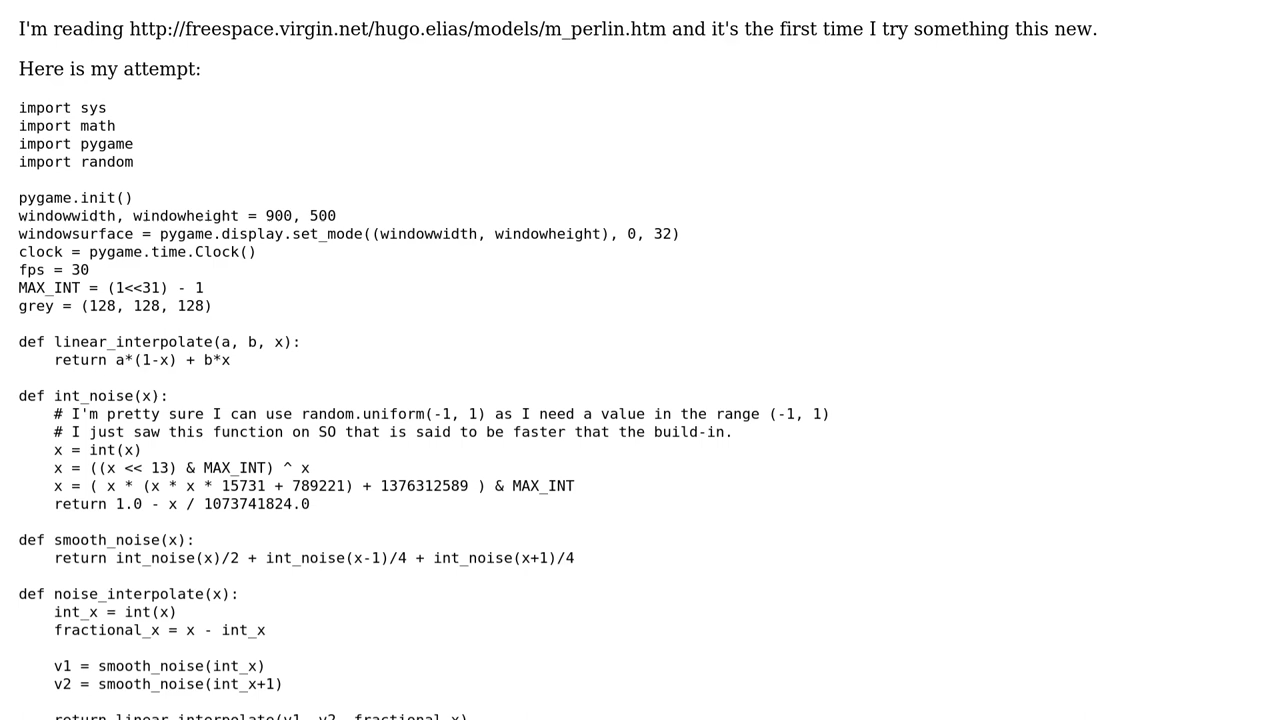 I'm reading http://freespace.virgin.net/hugo.elias/models/m_perlin.htm and it's the first time I try something this new.
Here is my attempt:
import sys
import math
import pygame
import random
pygame.init()
windowwidth, windowheight = 900, 500
windowsurface = pygame.display.set_mode((windowwidth, windowheight), 0, 32)
clock = pygame.time.Clock()
fps = 30
MAX_INT = (1<<31) - 1
grey = (128, 128, 128)
def linear_interpolate(a, b, x):
    return a*(1-x) + b*x
def int_noise(x):
    # I'm pretty sure I can use random.uniform(-1, 1) as I need a value in the range (-1, 1)
    # I just saw this function on SO that is said to be faster that the build-in.
    x = int(x)
    x = ((x << 13) & MAX_INT) ^ x
    x = ( x * (x * x * 15731 + 789221) + 1376312589 ) & MAX_INT
    return 1.0 - x / 1073741824.0
def smooth_noise(x):
    return int_noise(x)/2 + int_noise(x-1)/4 + int_noise(x+1)/4
def noise_interpolate(x):
    int_x = int(x)
    fractional_x = x - int_x
    v1 = smooth_noise(int_x)
    v2 = smooth_noise(int_x+1)
    return linear_interpolate(v1, v2, fractional_x)